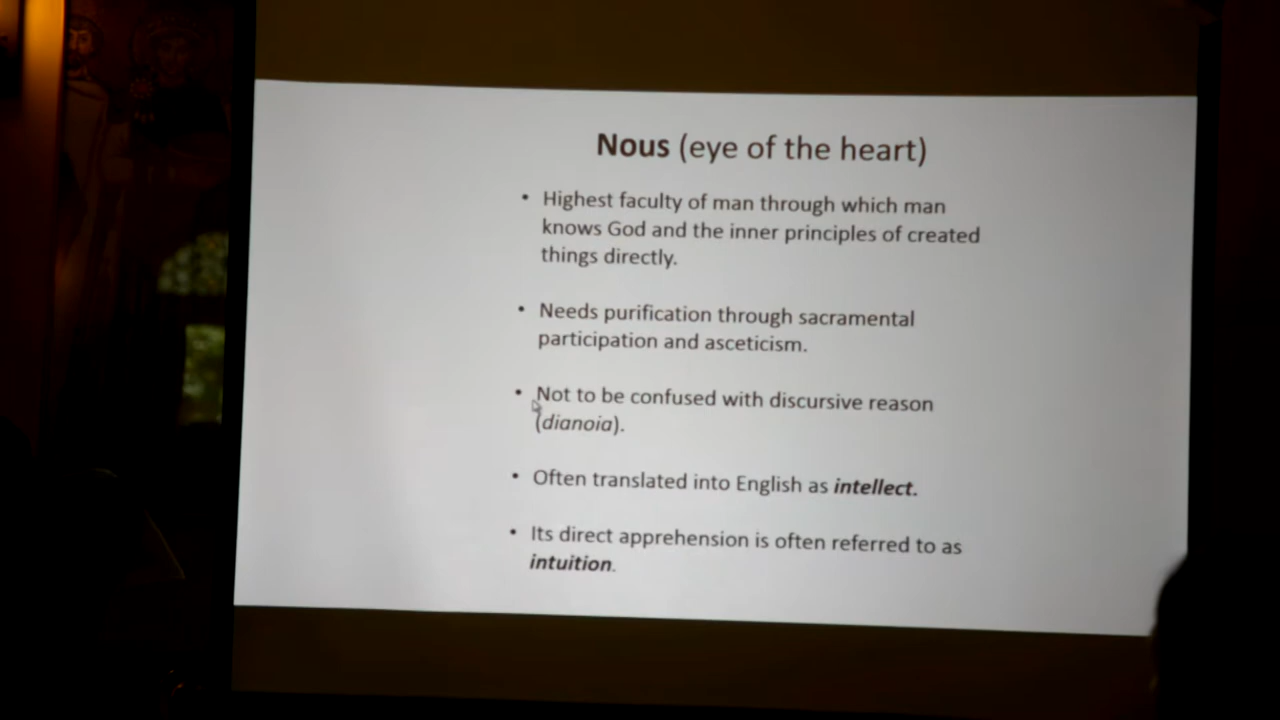 Nous (eye of the heart)
• Highest faculty of man through which man
knows God and the inner principles of created
things directly.
• Needs purification through sacramental
participation and asceticism.
• Not to be confused with discursive reason
(dianoia).
• Often translated into English as intellect.
• Its direct apprehension is often referred to as
intuition.